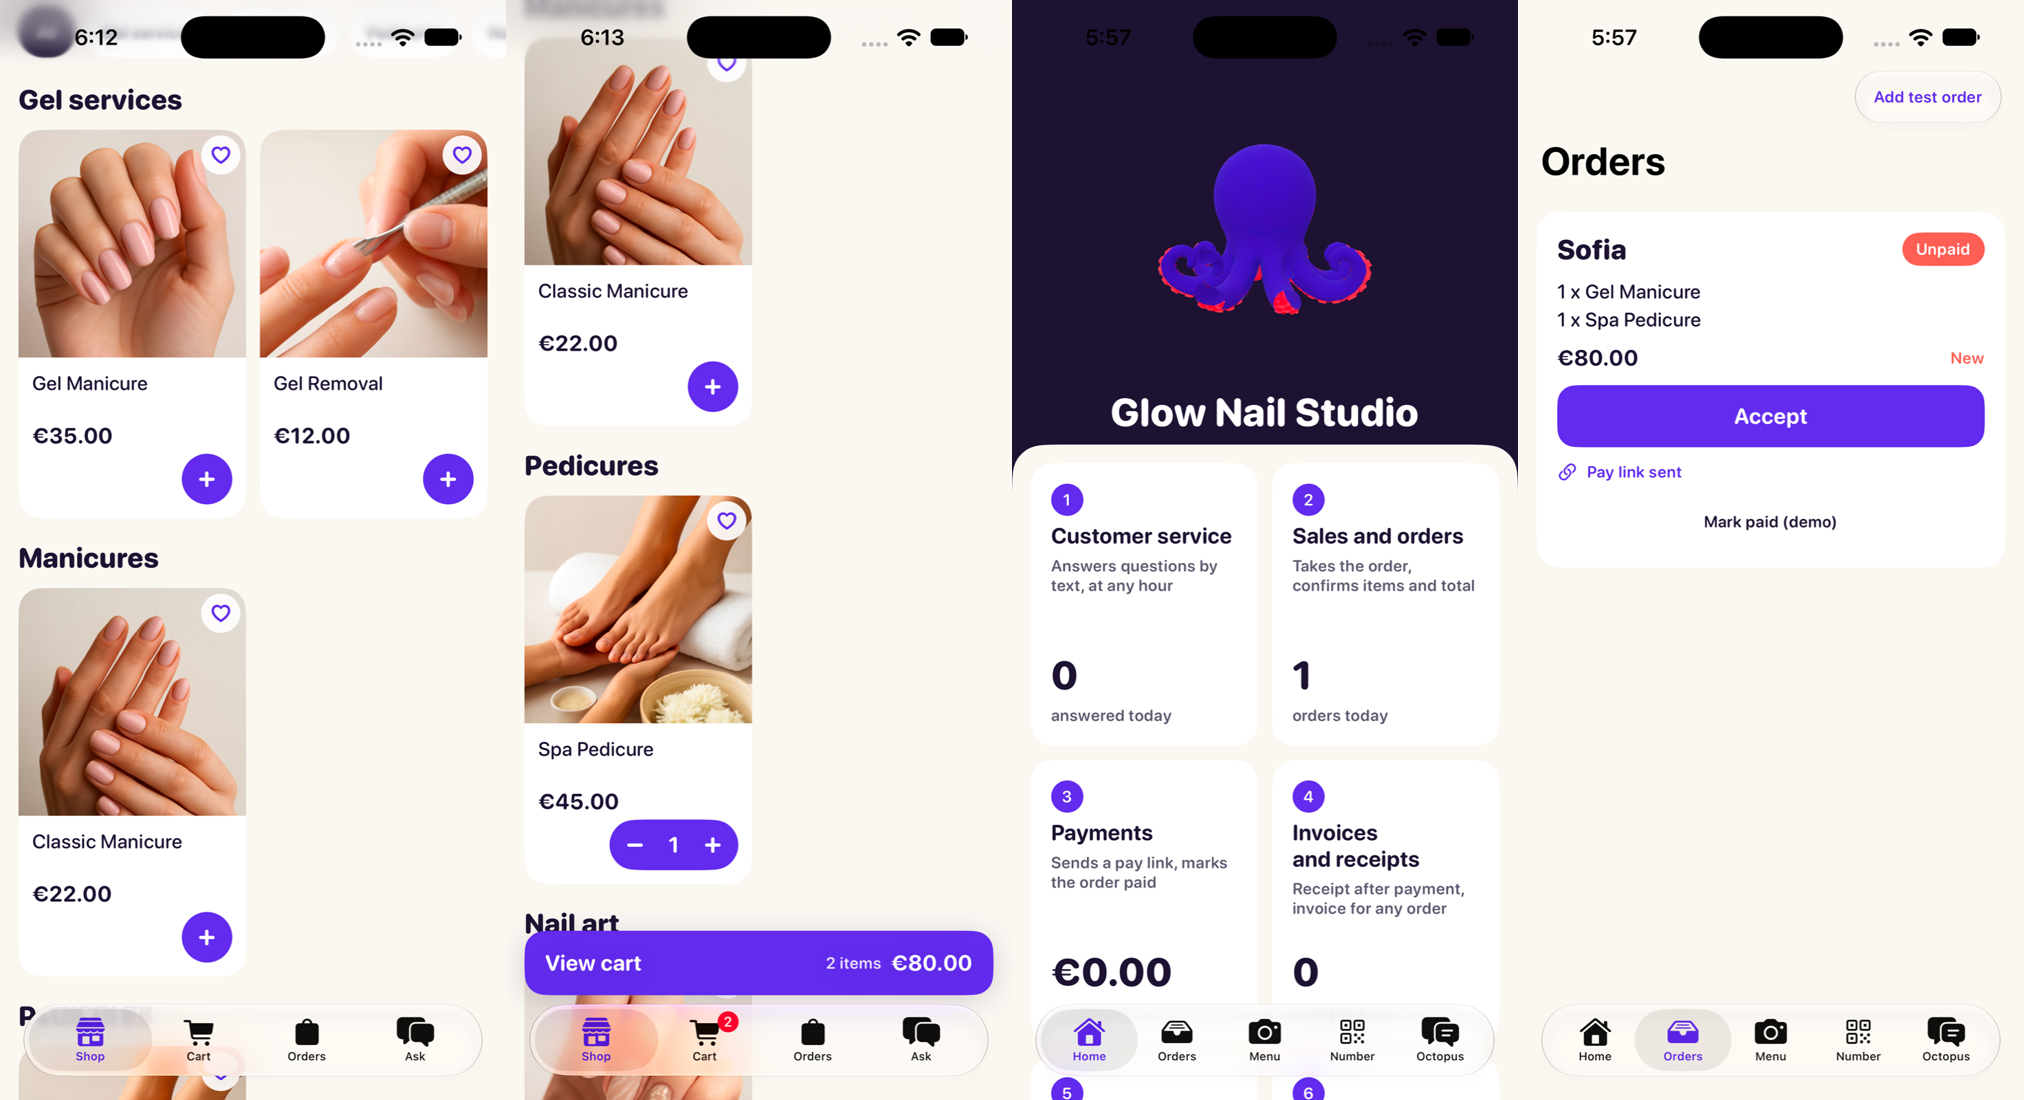 6:12
Gel services
Gel Manicure
€35.00
Gel Removal
€12.00
Manicures
Classic Manicure
€22.00
Shop
Cart
Orders
Ask
6:13
Manicures
Classic Manicure
€22.00
Pedicures
Spa Pedicure
€45.00
1
Nail art
View cart
2 items
€80.00
Shop
2
Cart
Orders
Ask
5:57
Glow Nail Studio
1
Customer service
Answers questions by
text, at any hour
0
answered today
2
Sales and orders
Takes the order,
confirms items and total
1
orders today
3
Payments
Sends a pay link, marks
the order paid
€0.00
4
Invoices
and receipts
Receipt after payment,
invoice for any order
0
5
6
Home
Orders
Menu
Number
Octopus
5:57
Add test order
Orders
Sofia
Unpaid
1 x Gel Manicure
1 x Spa Pedicure
€80.00
New
Accept
Pay link sent
Mark paid (demo)
Home
Orders
Menu
Number
Octopus